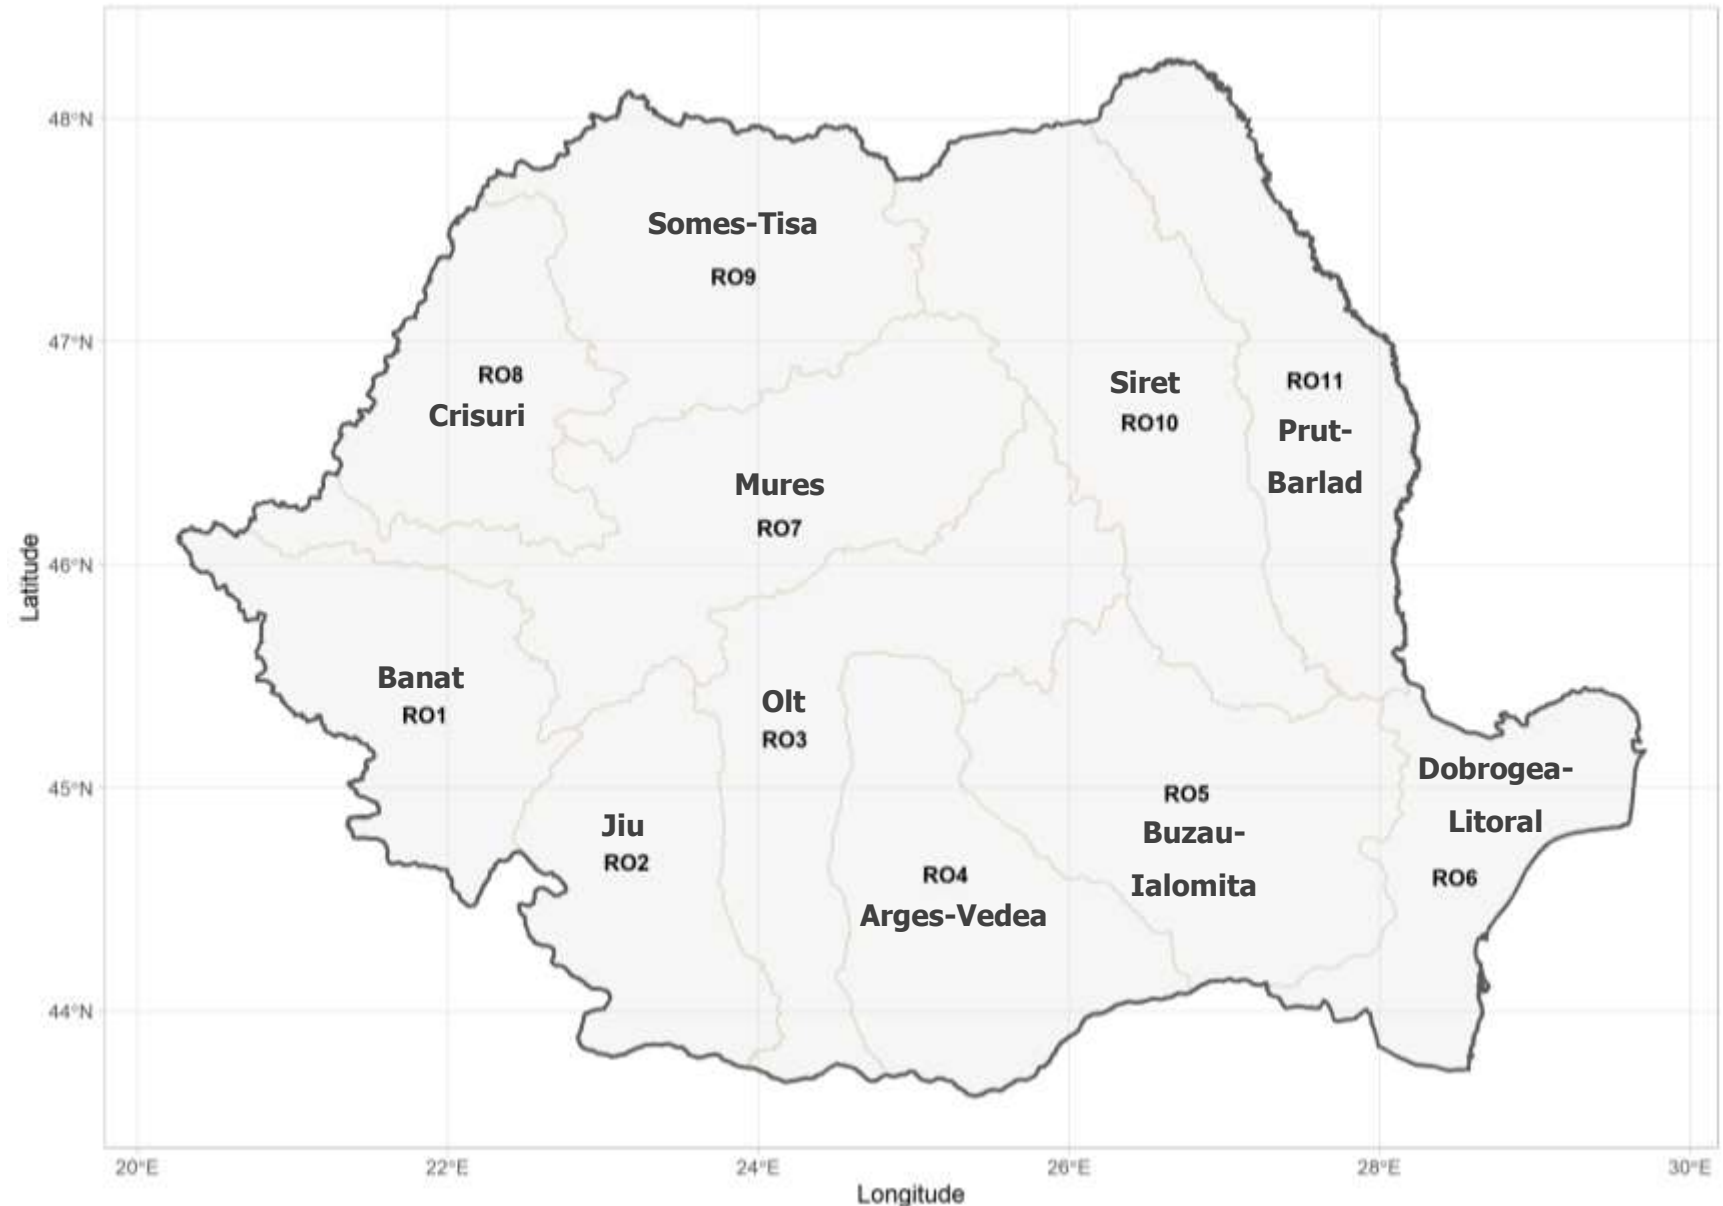 48°N
47°N
46°N
45°N
44°N
Latitude
Somes-Tisa
RO9
RO8
Crisuri
Siret
RO10
RO11
Prut-
Barlad
Mures
RO7
Banat
RO1
Olt
RO3
Jiu
RO2
RO4
Arges-Vedea
RO5
Buzau-
Ialomita
Dobrogea-
Litoral
RO6
20°E 22°E 24°E 26°E 28°E 30°E
Longitude